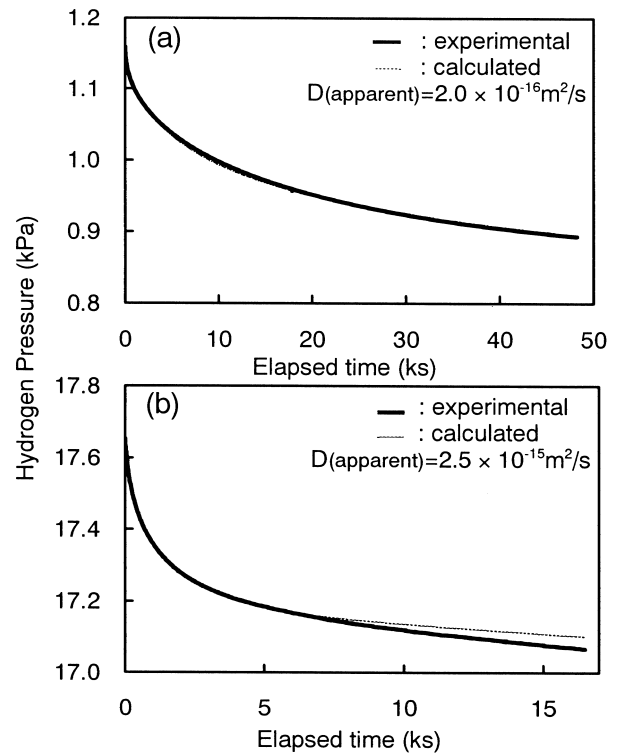 1.2
(a)
: experimental
: calculated
D(apparent)=2.0 × 10-16m2/s
1.1
1.0
0.9
0.8
0 10 20 30 40 50
Elapsed time (ks)
Hydrogen Pressure (kPa)
17.8
(b)
: experimental
: calculated
D(apparent)=2.5 × 10-15m2/s
17.6
17.4
17.2
17.0
0 5 10 15
Elapsed time (ks)